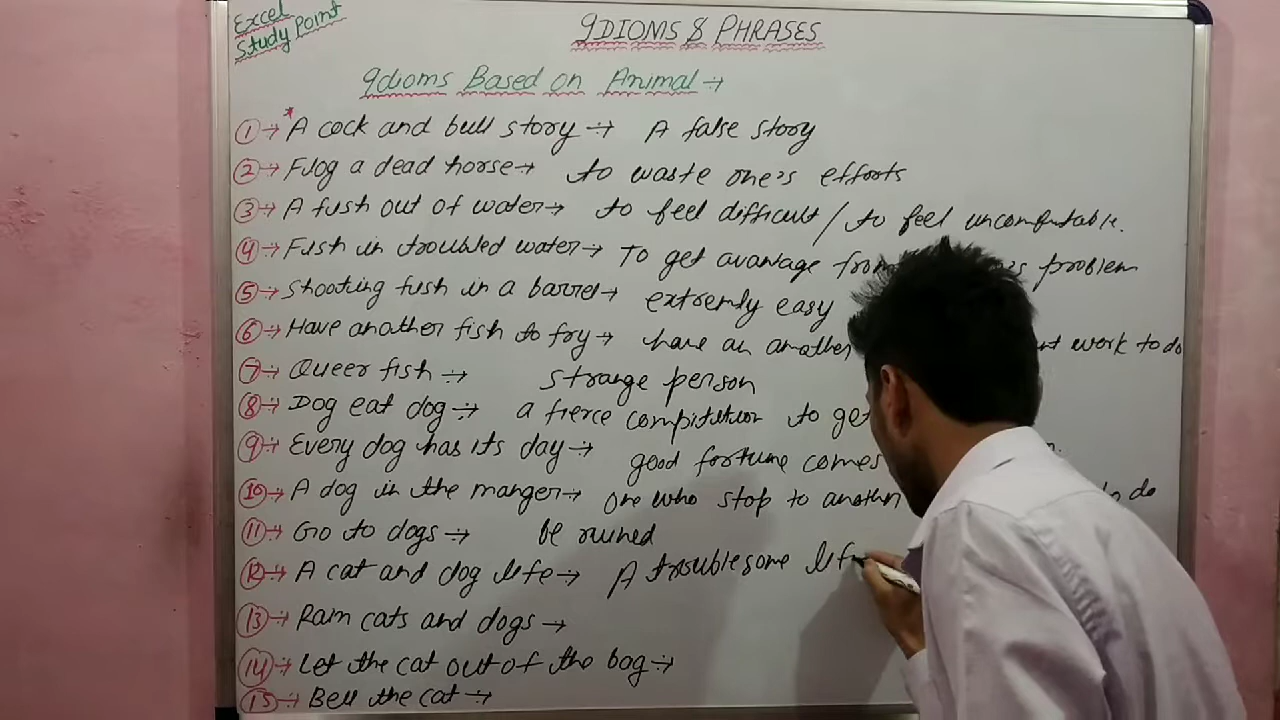 Excel
Study Point
IDIOMS & PHRASES
Idioms Based on Animal →
1 → * A cock and bull story → A false story
2 → Flog a dead horse → to waste one's efforts
3 → A fish out of water → to feel difficult / to feel uncomfutable.
4 → Fish in troubled water → To get avantage from 's problem
5 → Shooting fish in a barrel → extremly easy
6 → Have another fish to fry → have an another work to do
7 → Queer fish → strange person
8 → Dog eat dog → a fierce compitition to get
9 → Every dog has its day → good fortune comes
10 → A dog in the manger → one who stop to another to do
11 → Go to dogs → be ruined
12 → A cat and dog life → A troublesome lif
13 → Rain cats and dogs →
14 → Let the cat out of the bag →
15 → Bell the cat →